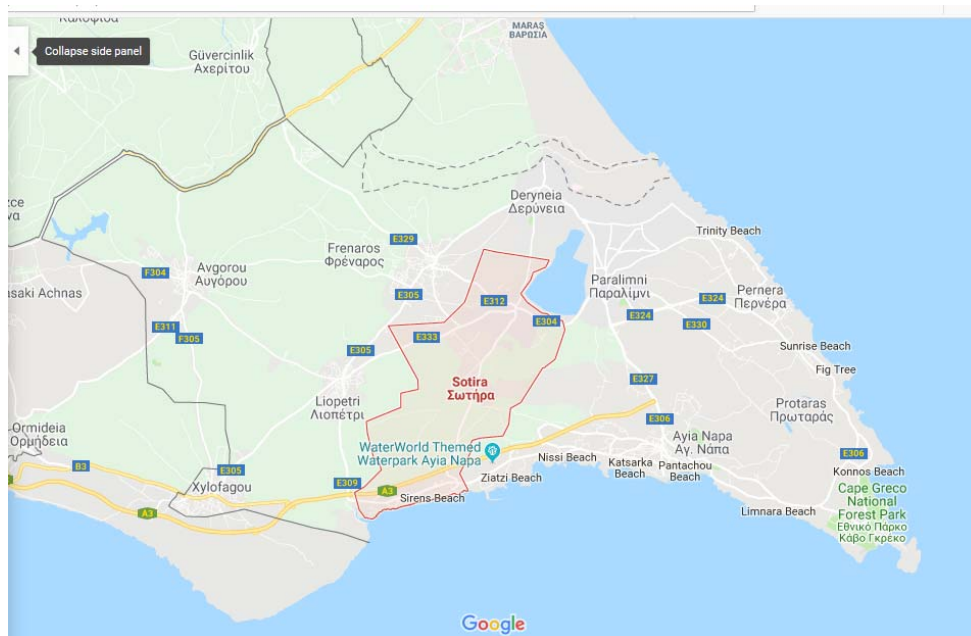 MARAŞ
ΒΑΡΩΣΙΑ
Collapse side panel
Güvercinlik
Αχερίτου
Deryneia
Δερύνεια
Trinity Beach
Frenaros
Φρέναρος
E329
Avgorou
Αυγόρου
F304
asaki Achnas
Paralimni
Παραλίμνι
Pernera
Περνέρα
E305
E312
E324
E304
E324
E330
E311
F305
E333
E305
Sunrise Beach
Fig Tree
Sotira
Σωτήρα
E327
Liopetri
Λιοπέτρι
Protaras
Πρωταράς
E306
Ormideia
Ορμήδεια
Ayia Napa
Αγ. Νάπα
WaterWorld Themed
Waterpark Ayia Napa
Nissi Beach
Katsarka
Beach
Pantachou
Beach
E306
B3
E305
Xylofagou
E309
A3
Sirens Beach
Ziatzi Beach
Konnos Beach
Cape Greco
National
Forest Park
Εθνικό Πάρκο
Κάβο Γκρέκο
A3
Limnara Beach
Google